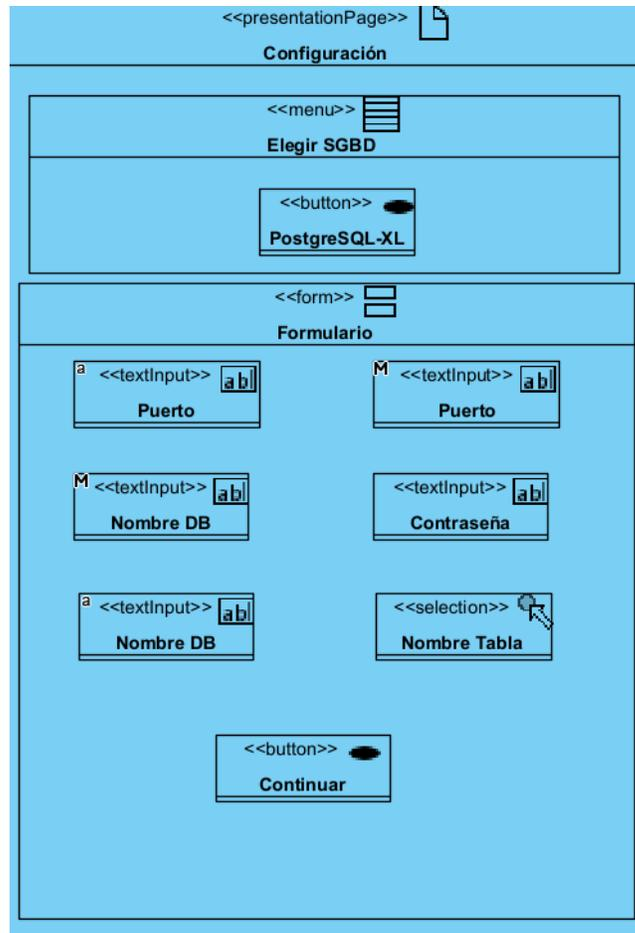 <<presentationPage>>
Configuración
<<menu>>
Elegir SGBD
<<button>>
PostgreSQL-XL
<<form>>
Formulario
a <<textInput>> ab
Puerto
M <<textInput>> ab
Puerto
M <<textInput>> ab
Nombre DB
<<textInput>> ab
Contraseña
a <<textInput>> ab
Nombre DB
<<selection>>
Nombre Tabla
<<button>>
Continuar